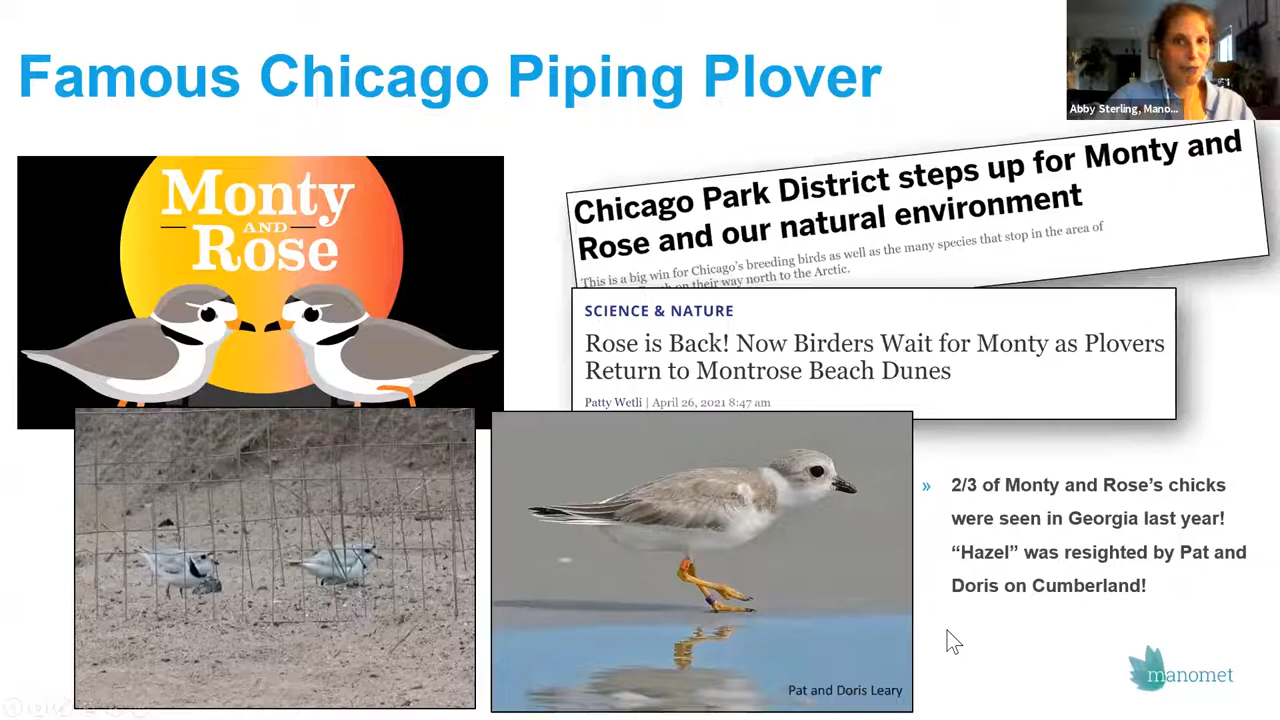 Famous Chicago Piping Plover
Abby Sterling, Mano...
Monty
AND
Rose
Chicago Park District steps up for Monty and
Rose and our natural environment
This is a big win for Chicago's breeding birds as well as the many species that stop in the area of
on their way north to the Arctic.
SCIENCE & NATURE
Rose is Back! Now Birders Wait for Monty as Plovers
Return to Montrose Beach Dunes
Patty Wetli | April 26, 2021 8:47 am
Pat and Doris Leary
» 2/3 of Monty and Rose's chicks
were seen in Georgia last year!
“Hazel” was resighted by Pat and
Doris on Cumberland!
manomet